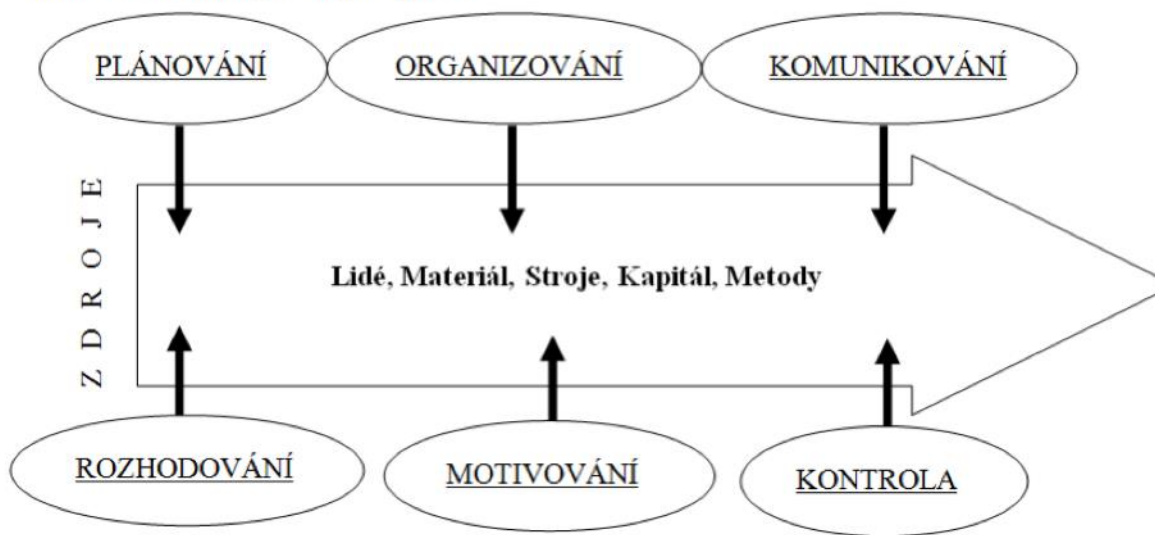 PLÁNOVÁNÍ
ORGANIZOVÁNÍ
KOMUNIKOVÁNÍ
ZDROJE
Lidé, Materiál, Stroje, Kapitál, Metody
ROZHODOVÁNÍ
MOTIVOVÁNÍ
KONTROLA